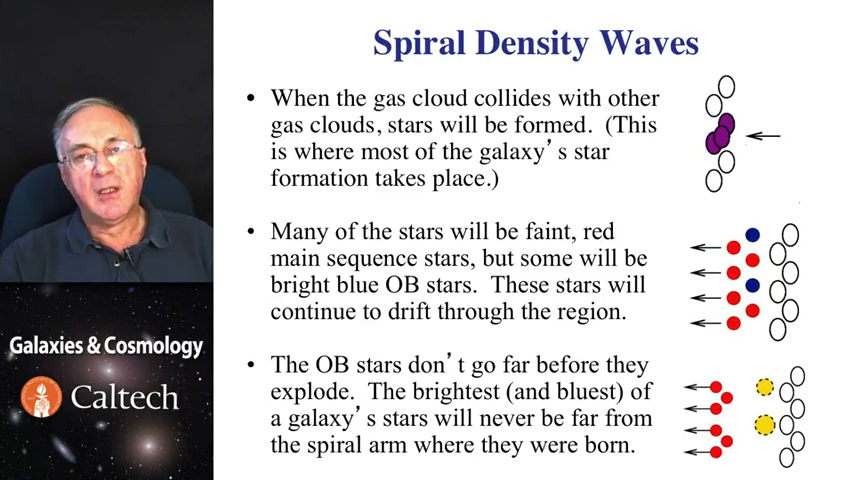 Spiral Density Waves
• When the gas cloud collides with other
gas clouds, stars will be formed. (This
is where most of the galaxy’s star
formation takes place.)
• Many of the stars will be faint, red
main sequence stars, but some will be
bright blue OB stars. These stars will
continue to drift through the region.
• The OB stars don’t go far before they
explode. The brightest (and bluest) of
a galaxy’s stars will never be far from
the spiral arm where they were born.
Galaxies & Cosmology
Caltech